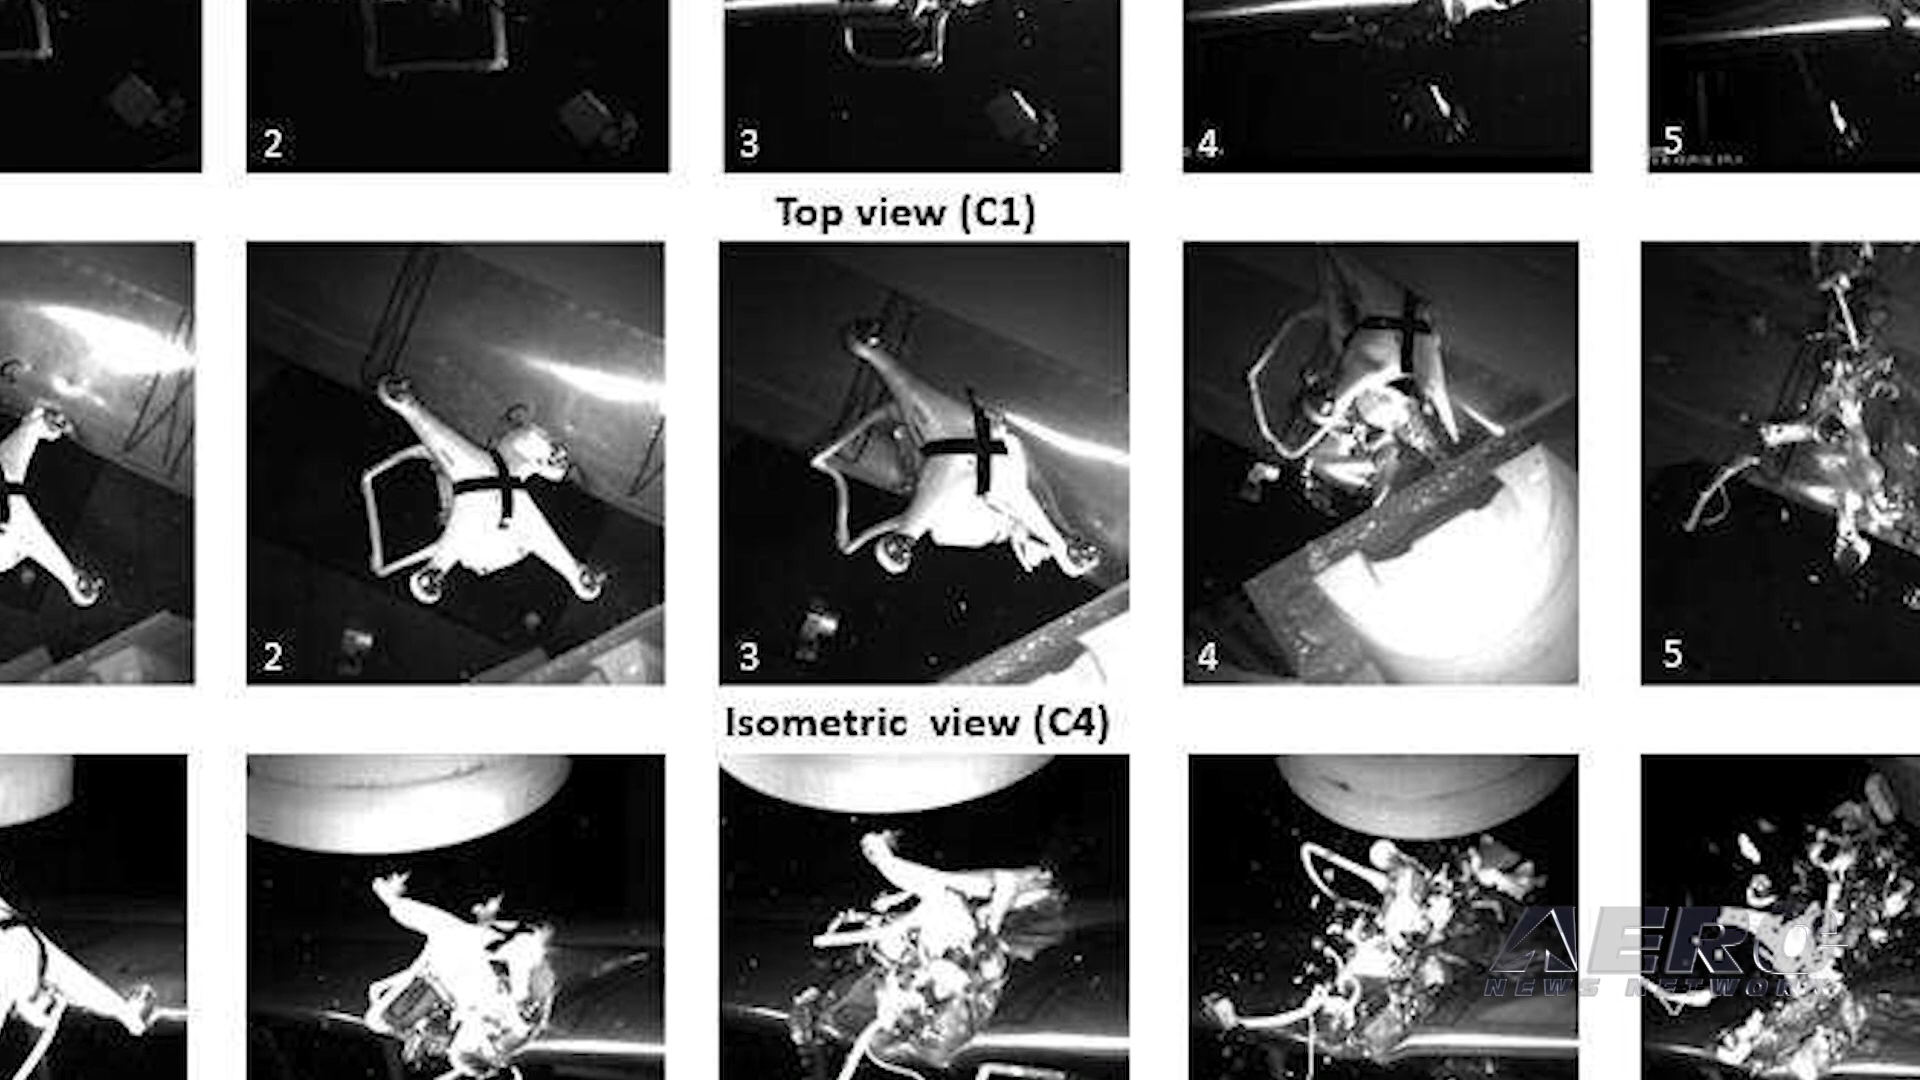 2 3 4 5
Top view (C1)
2 3 4 5
Isometric view (C4)
AERO
NEWS NETWORK